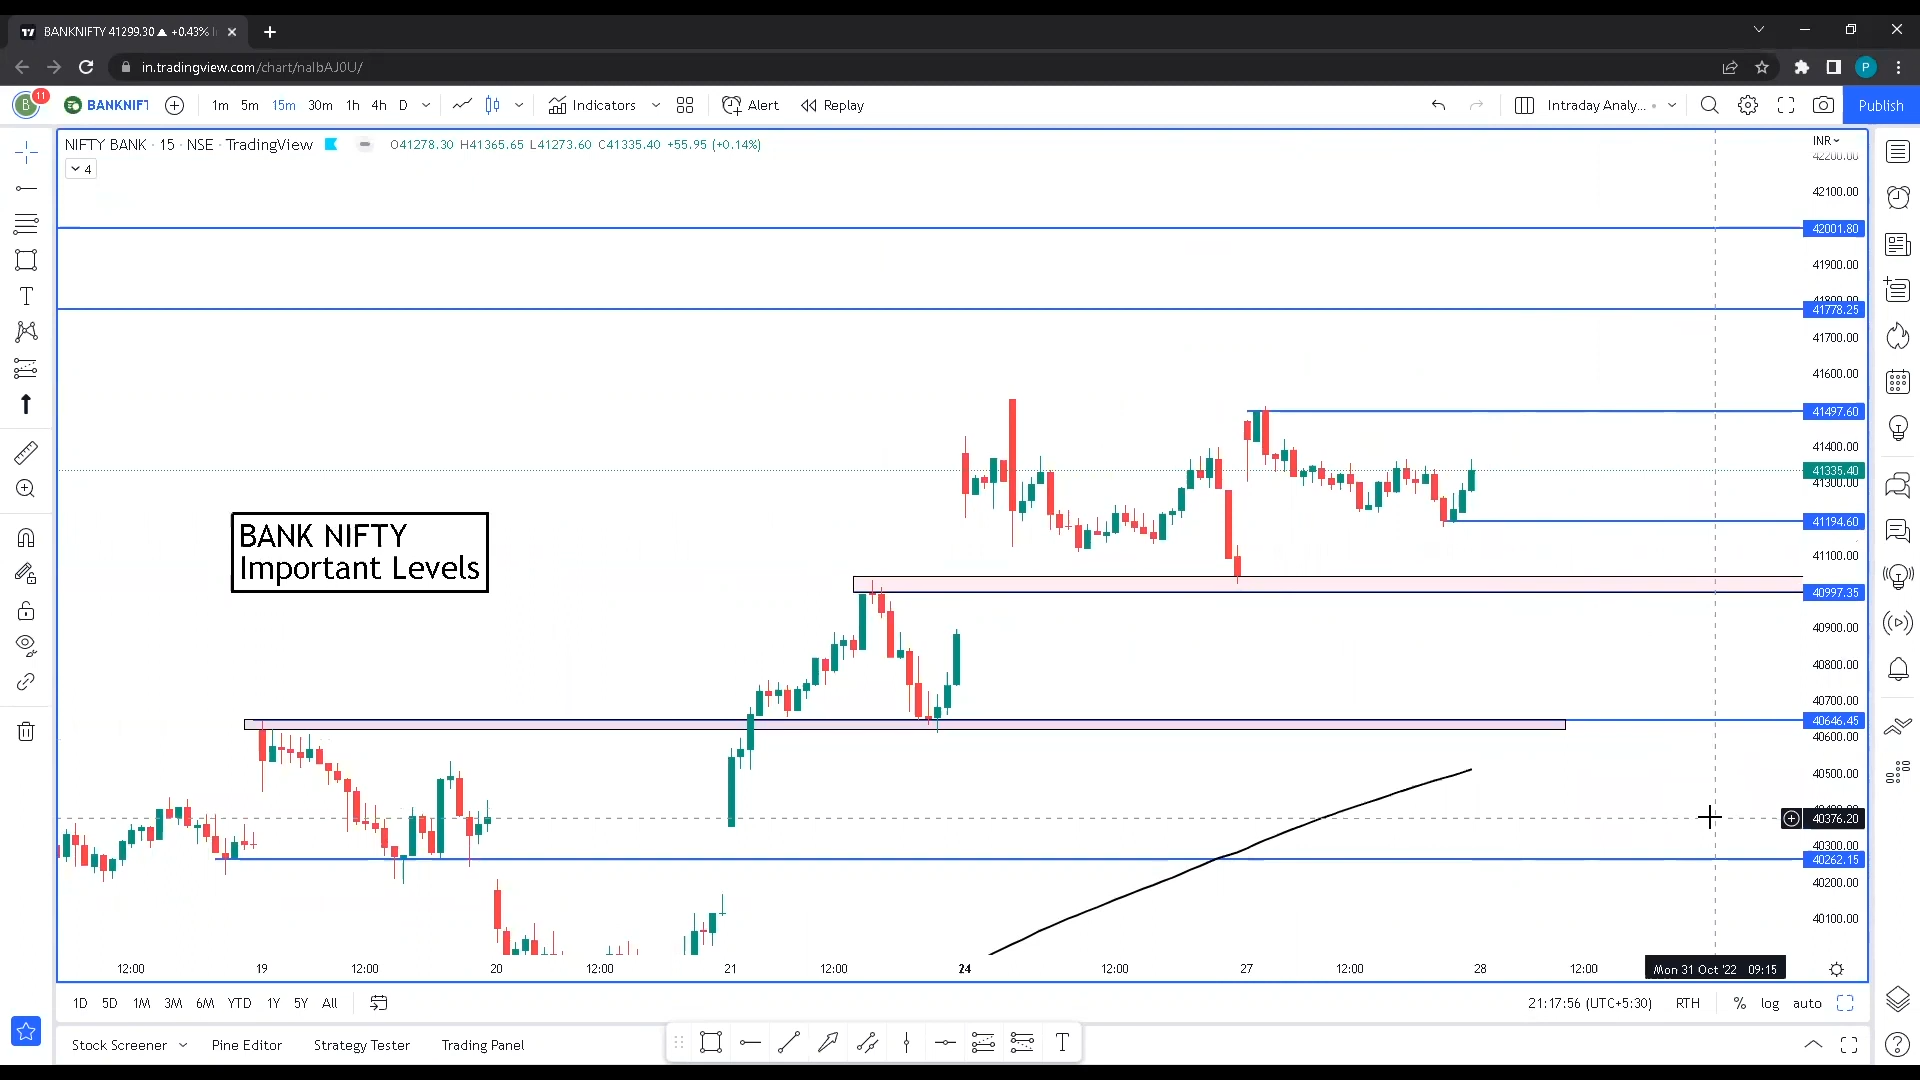 BANKNIFTY 41299.30 ▲ +0.43%
in.tradingview.com/chart/nalbAJ0U/
P
B 11 BANKNIFT 1m 5m 15m 30m 1h 4h D Indicators Alert Replay Intraday Analy... Publish
NIFTY BANK · 15 · NSE · TradingView O41278.30 H41365.65 L41273.60 C41335.40 +55.95 (+0.14%)
INR
42200.00
4
42100.00
42001.80
41900.00
41800.00
41778.25
41700.00
41600.00
41497.60
41400.00
41335.40
41300.00
41194.60
BANK NIFTY
Important Levels
41100.00
40997.35
40900.00
40800.00
40700.00
40646.45
40600.00
40500.00
40376.20
40300.00
40262.15
40200.00
40100.00
12:00 19 12:00 20 12:00 21 12:00 24 12:00 27 12:00 28 12:00 Mon 31 Oct '22 09:15
1D 5D 1M 3M 6M YTD 1Y 5Y All 21:17:56 (UTC+5:30) RTH % log auto
Stock Screener Pine Editor Strategy Tester Trading Panel